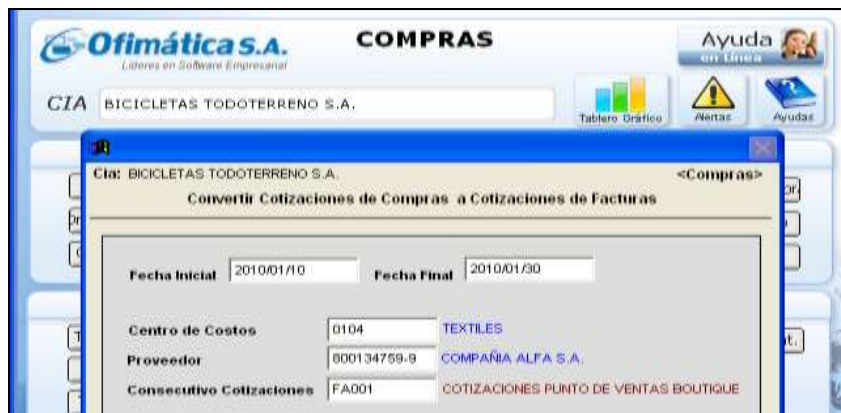 Ofimática S.A.
COMPRAS
Ayuda
en Línea
Líderes en Software Empresarial
CIA BICICLETAS TODOTERRENO S.A.
Tablero Gráfico
Alertas
Ayudas
Cia: BICICLETAS TODOTERRENO S.A. <Compras>
Convertir Cotizaciones de Compras a Cotizaciones de Facturas
Fecha Inicial 2010/01/10 Fecha Final 2010/01/30
Centro de Costos 0104 TEXTILES
Proveedor 800134759-9 COMPAÑIA ALFA S.A.
Consecutivo Cotizaciones FA001 COTIZACIONES PUNTO DE VENTAS BOUTIQUE